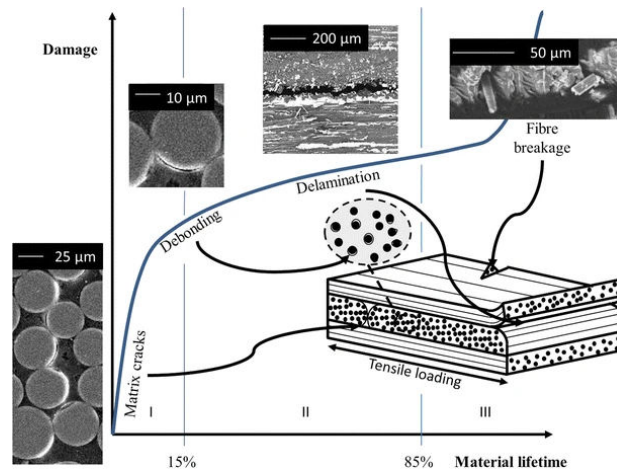 Damage
200 µm
50 µm
10 µm
Fibre
breakage
Delamination
Debonding
25 µm
Matrix cracks
Tensile loading
I
II
III
15%
85%
Material lifetime